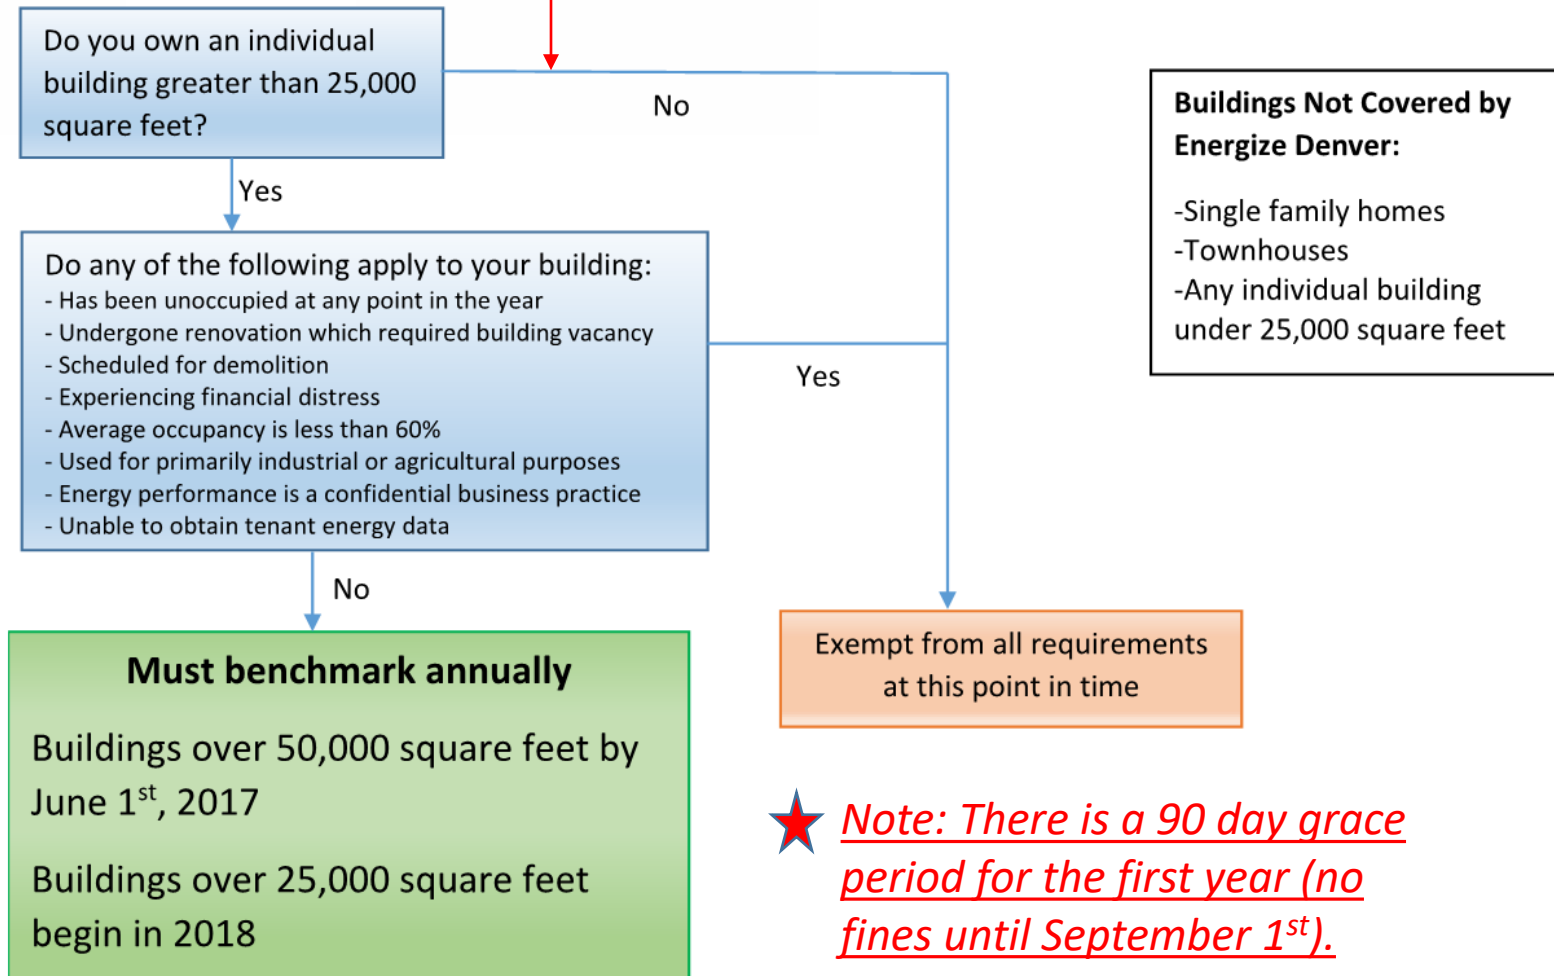 Do you own an individual
building greater than 25,000
square feet?
No
Yes
Buildings Not Covered by
Energize Denver:
-Single family homes
-Townhouses
-Any individual building
under 25,000 square feet
Do any of the following apply to your building:
- Has been unoccupied at any point in the year
- Undergone renovation which required building vacancy
- Scheduled for demolition
- Experiencing financial distress
- Average occupancy is less than 60%
- Used for primarily industrial or agricultural purposes
- Energy performance is a confidential business practice
- Unable to obtain tenant energy data
Yes
No
Must benchmark annually
Buildings over 50,000 square feet by
June 1st, 2017
Buildings over 25,000 square feet
begin in 2018
Exempt from all requirements
at this point in time
Note: There is a 90 day grace
period for the first year (no
fines until September 1st).